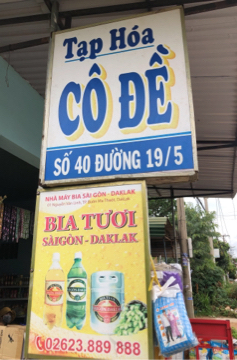 Tạp Hóa
CÔ ĐỀ
SỐ 40 ĐƯỜNG 19/5
NHÀ MÁY BIA SÀI GÒN - DAKLAK
BIA TƯƠI
SÀIGÒN - DAKLAK
02623.889 888